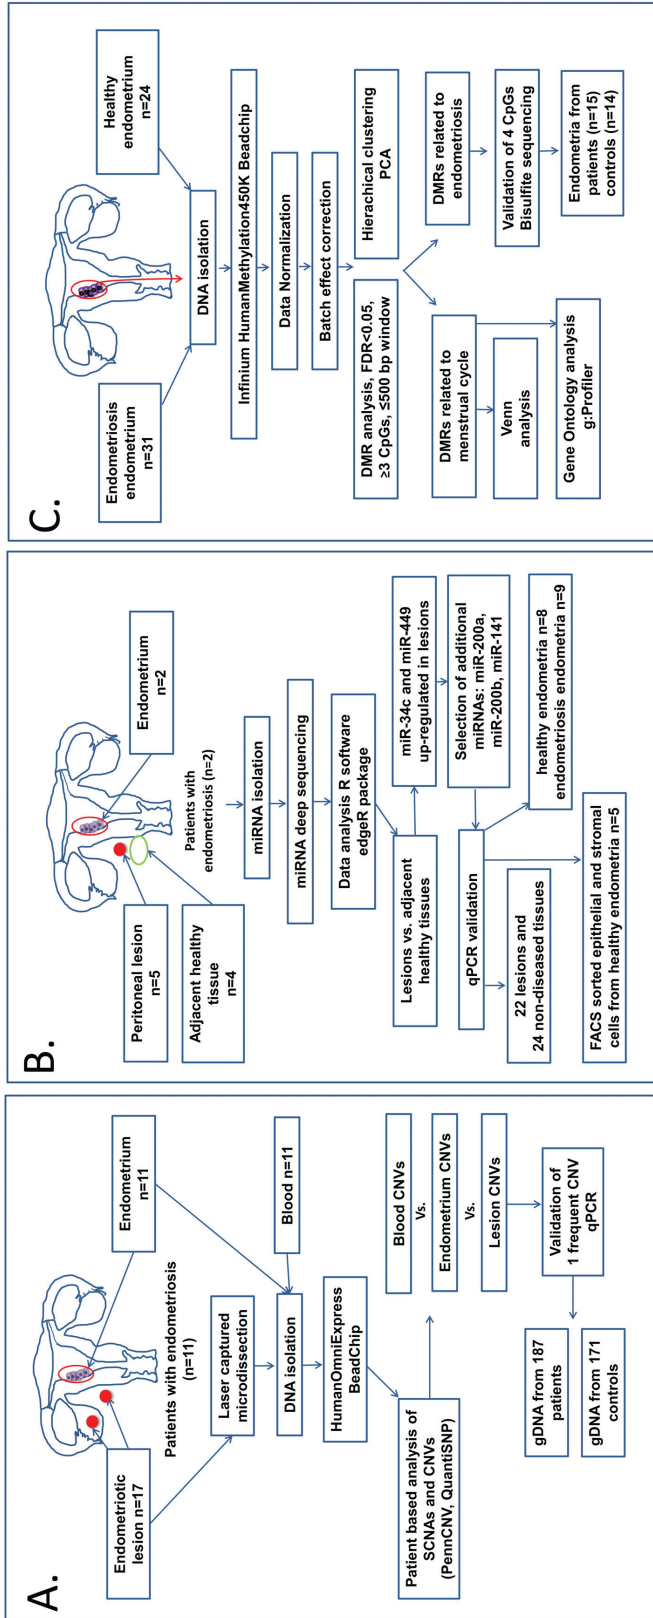 A.
Endometriotic
lesion n=17
Endometrium
n=11
Patients with endometriosis
(n=11)
Laser captured
microdissection
Blood n=11
DNA isolation
HumanOmniExpress
BeadChip
Patient based analysis of
SCNAs and CNVs
(PennCNV, QuantiSNP)
Blood CNVs
Vs.
Endometrium CNVs
Vs.
Lesion CNVs
Validation of
1 frequent CNV
qPCR
gDNA from 187
patients
gDNA from 171
controls
B.
Peritoneal lesion
n=5
Adjacent healthy
tissue
n=4
Endometrium
n=2
Patients with
endometriosis (n=2)
miRNA isolation
miRNA deep sequencing
Data analysis R software
edgeR package
Lesions vs. adjacent
healthy tissues
miR-34c and miR-449
up-regulated in lesions
Selection of additional
miRNAs: miR-200a,
miR-200b, miR-141
qPCR validation
22 lesions and
24 non-diseased tissues
healthy endometria n=8
endometriosis endometria n=9
FACS sorted epithelial and stromal
cells from healthy endometria n=5
C.
Endometriosis
endometrium
n=31
Healthy
endometrium
n=24
DNA isolation
Infinium HumanMethylation450K Beadchip
Data Normalization
Batch effect correction
DMR analysis, FDR<0.05,
≥3 CpGs, ≤500 bp window
Hierachical clustering
PCA
DMRs related to
menstrual cycle
DMRs related to
endometriosis
Venn
analysis
Validation of 4 CpGs
Bisulfite sequencing
Gene Ontology analysis
g:Profiler
Endometria from
patients (n=15)
controls (n=14)